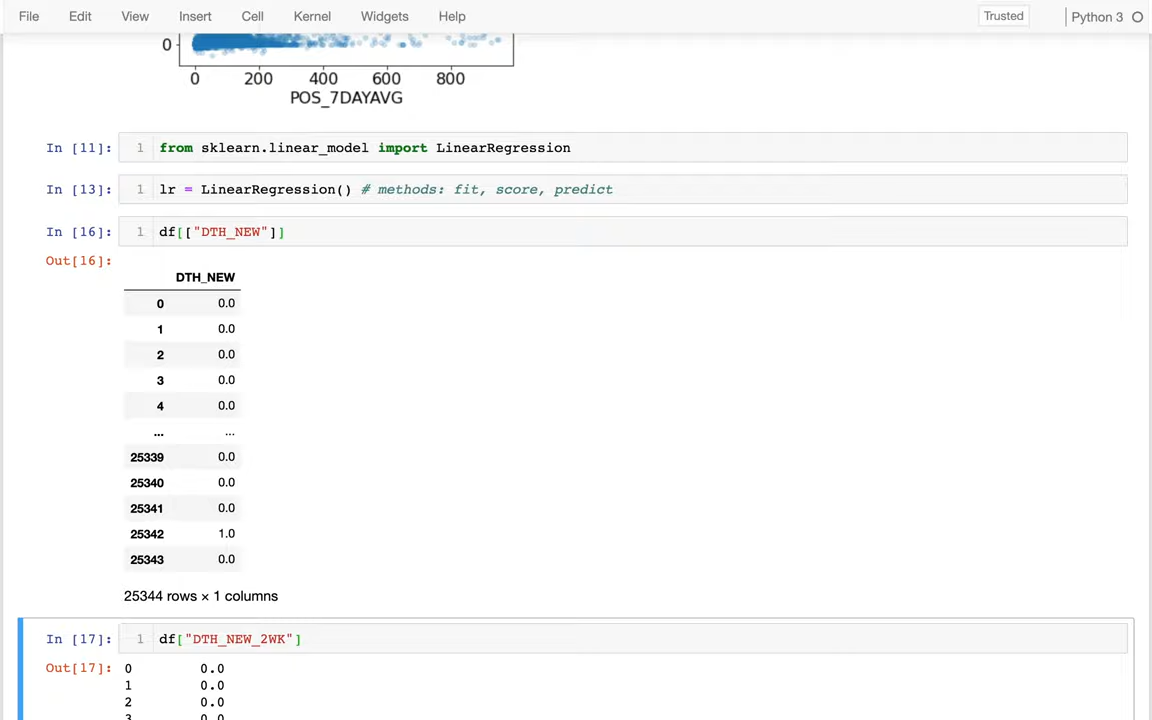 File Edit View Insert Cell Kernel Widgets Help Trusted Python 3
0
0 200 400 600 800
POS_7DAYAVG
In [11]: 1 from sklearn.linear_model import LinearRegression
In [13]: 1 lr = LinearRegression() # methods: fit, score, predict
In [16]: 1 df[["DTH_NEW"]]
Out[16]:
DTH_NEW
0 0.0
1 0.0
2 0.0
3 0.0
4 0.0
... ...
25339 0.0
25340 0.0
25341 0.0
25342 1.0
25343 0.0
25344 rows × 1 columns
In [17]: 1 df["DTH_NEW_2WK"]
Out[17]: 0 0.0
1 0.0
2 0.0
3 0.0